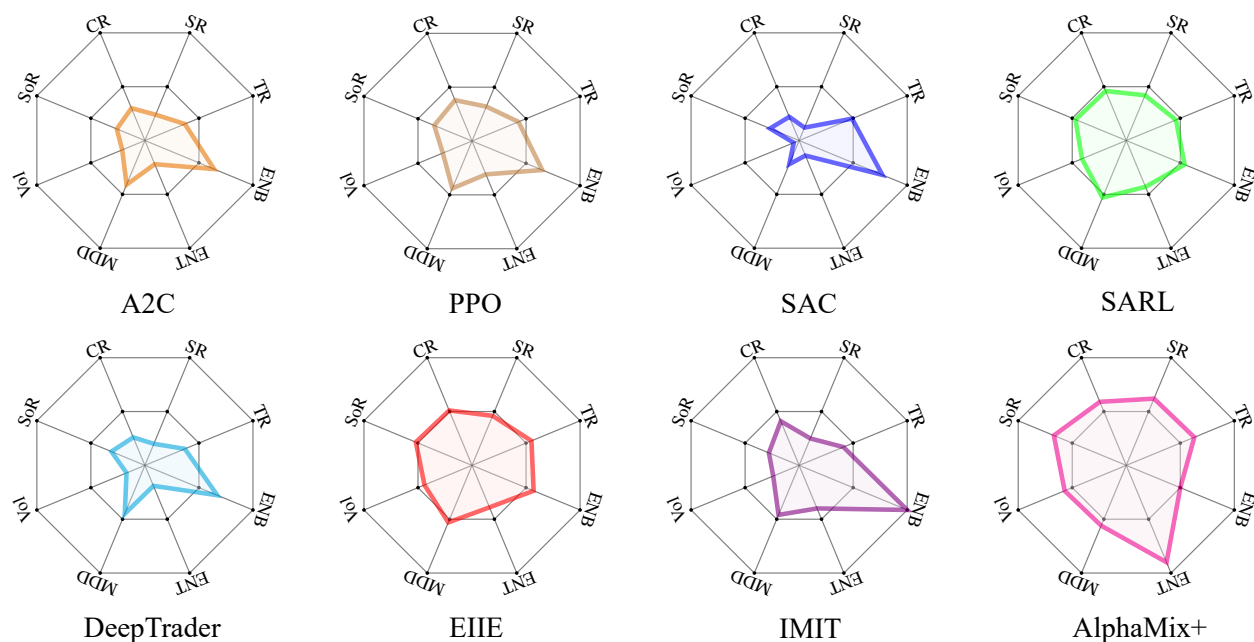 CR SR CR SR CR SR CR SR
SoR TR SoR TR SoR TR SoR TR
Vol ENB Vol ENB Vol ENB Vol ENB
MDD ENT MDD ENT MDD ENT MDD ENT
A2C PPO SAC SARL
CR SR CR SR CR SR CR SR
SoR TR SoR TR SoR TR SoR TR
Vol ENB Vol ENB Vol ENB Vol ENB
MDD ENT MDD ENT MDD ENT MDD ENT
DeepTrader EIIE IMIT AlphaMix+